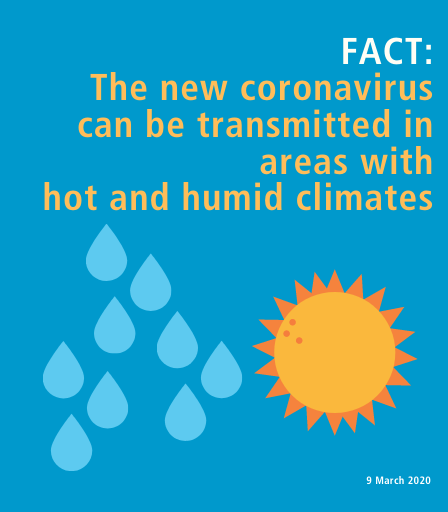 FACT:
The new coronavirus
can be transmitted in
areas with
hot and humid climates
9 March 2020